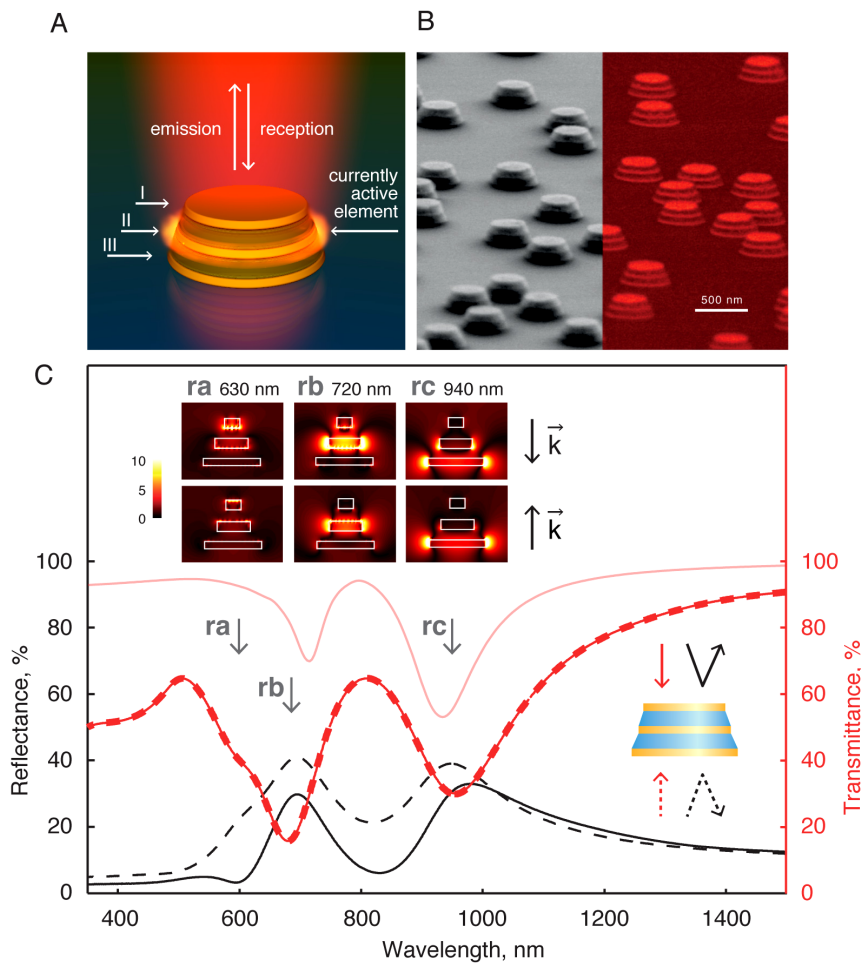 A
B
emission
reception
currently
active
element
I
II
III
500 nm
C
ra 630 nm
rb 720 nm
rc 940 nm
10
5
0
k
k
100
80
60
40
20
0
Reflectance, %
100
80
60
40
20
0
Transmittance, %
ra
rb
rc
400
600
800
1000
1200
1400
Wavelength, nm